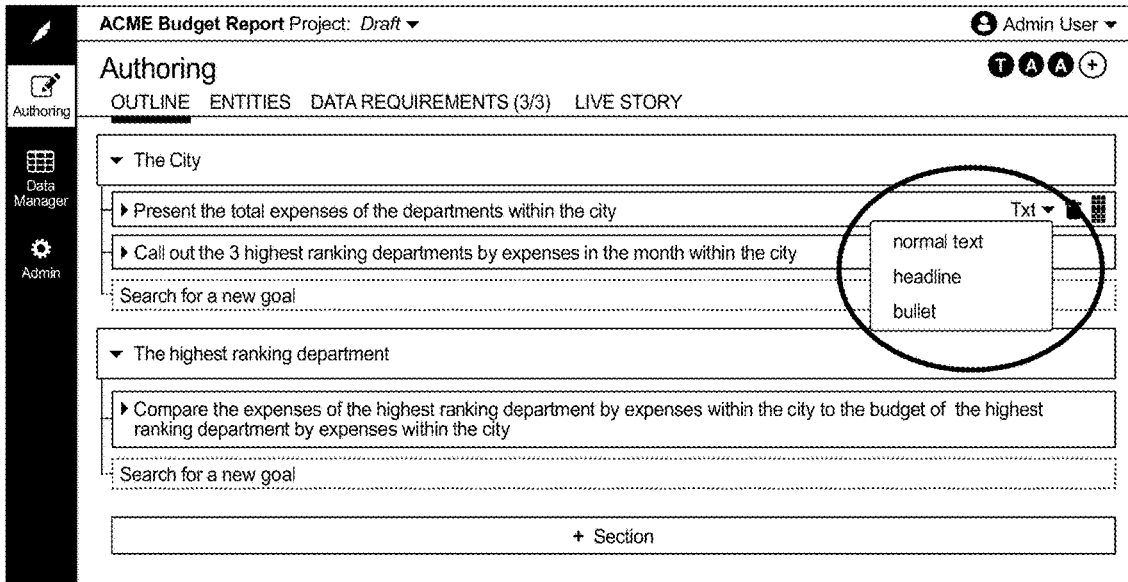 ACME Budget Report Project: Draft
Admin User
Authoring
T A A +
Authoring
OUTLINE ENTITIES DATA REQUIREMENTS (3/3) LIVE STORY
The City
Data
Manager
Present the total expenses of the departments within the city
Txt
normal text
headline
bullet
Call out the 3 highest ranking departments by expenses in the month within the city
Admin
Search for a new goal
The highest ranking department
Compare the expenses of the highest ranking department by expenses within the city to the budget of the highest
ranking department by expenses within the city
Search for a new goal
+ Section